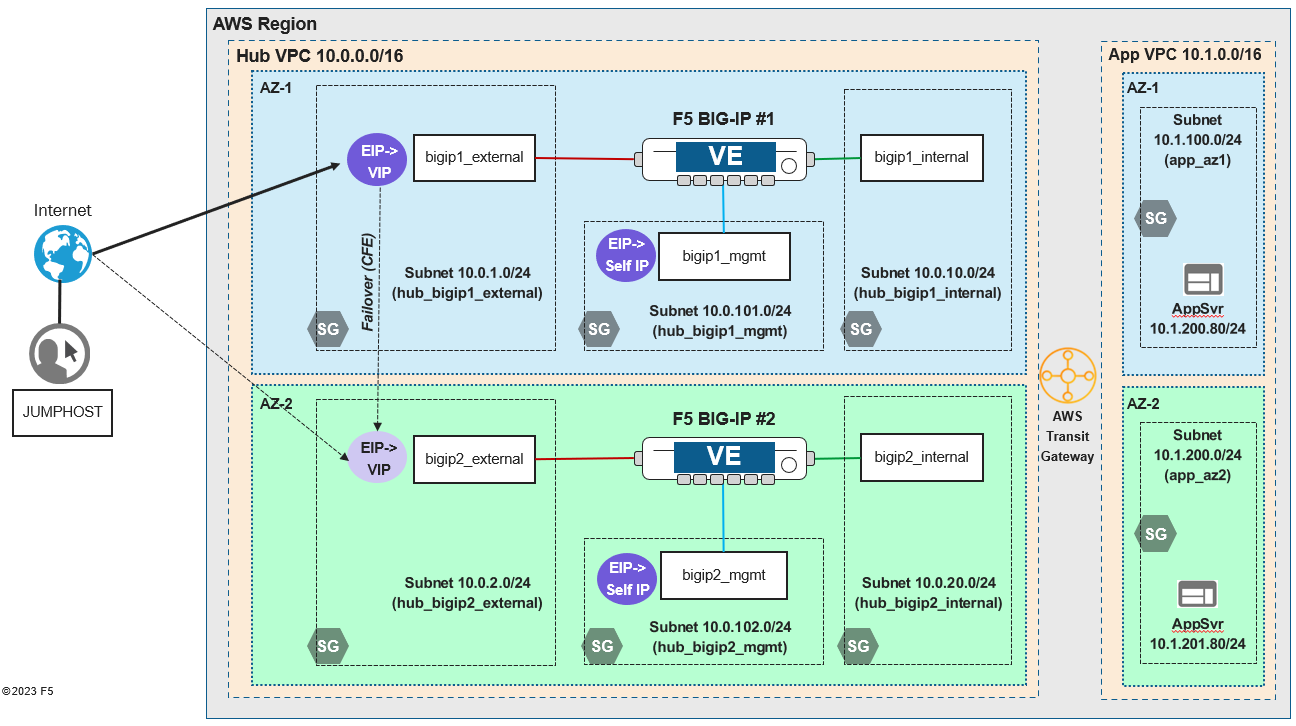 AWS Region
Hub VPC 10.0.0.0/16
AZ-1
EIP->
VIP
bigip1_external
Failover (CFE)
Subnet 10.0.1.0/24
(hub_bigip1_external)
SG
F5 BIG-IP #1
VE
EIP->
Self IP
bigip1_mgmt
Subnet 10.0.101.0/24
(hub_bigip1_mgmt)
SG
bigip1_internal
Subnet 10.0.10.0/24
(hub_bigip1_internal)
SG
Internet
JUMPHOST
AZ-2
EIP->
VIP
bigip2_external
Subnet 10.0.2.0/24
(hub_bigip2_external)
SG
F5 BIG-IP #2
VE
EIP->
Self IP
bigip2_mgmt
Subnet 10.0.102.0/24
(hub_bigip2_mgmt)
SG
bigip2_internal
Subnet 10.0.20.0/24
(hub_bigip2_internal)
SG
AWS
Transit
Gateway
App VPC 10.1.0.0/16
AZ-1
Subnet
10.1.100.0/24
(app_az1)
SG
AppSvr
10.1.200.80/24
AZ-2
Subnet
10.1.200.0/24
(app_az2)
SG
AppSvr
10.1.201.80/24
©2023 F5